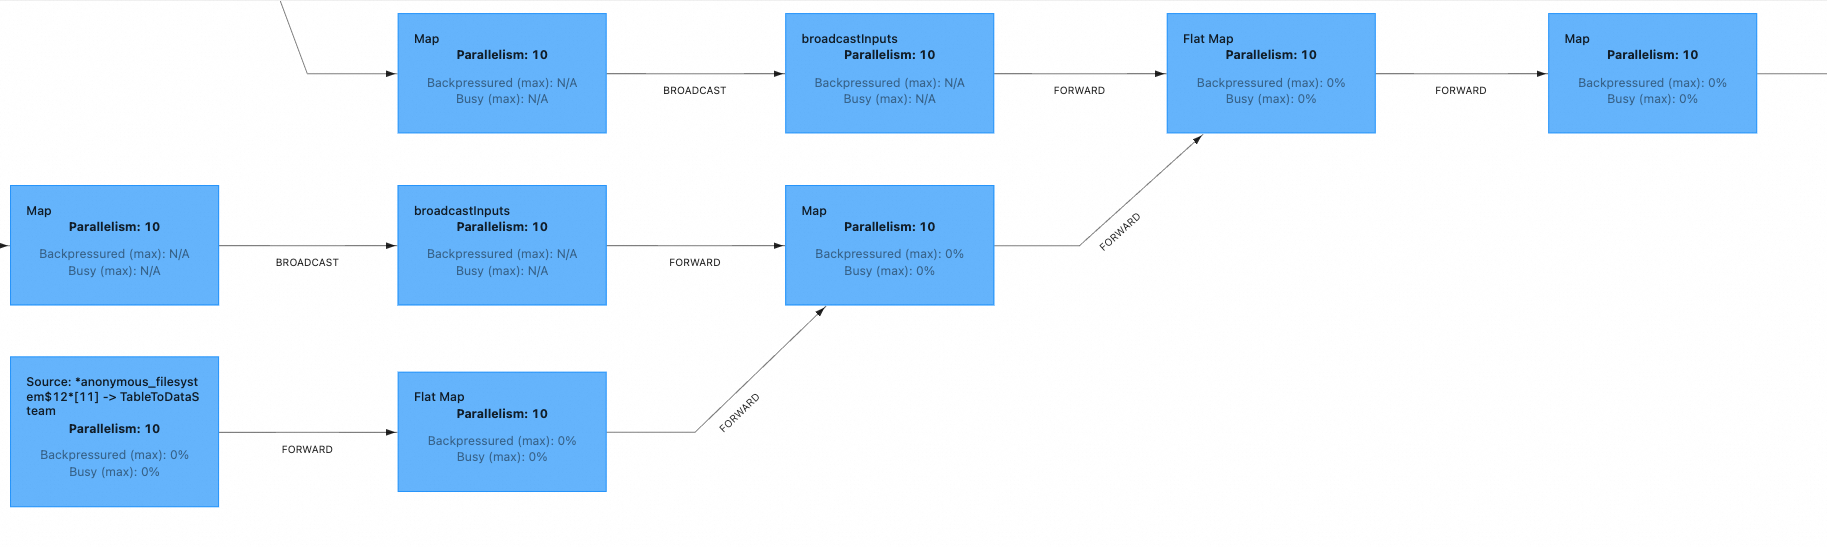 Map
Parallelism: 10
Backpressured (max): N/A
Busy (max): N/A
BROADCAST
broadcastInputs
Parallelism: 10
Backpressured (max): N/A
Busy (max): N/A
FORWARD
Flat Map
Parallelism: 10
Backpressured (max): 0%
Busy (max): 0%
FORWARD
Map
Parallelism: 10
Backpressured (max): 0%
Busy (max): 0%
Map
Parallelism: 10
Backpressured (max): N/A
Busy (max): N/A
BROADCAST
broadcastInputs
Parallelism: 10
Backpressured (max): N/A
Busy (max): N/A
FORWARD
Map
Parallelism: 10
Backpressured (max): 0%
Busy (max): 0%
FORWARD
Source: *anonymous_filesyst
em$12*[11] -> TableToDataS
team
Parallelism: 10
Backpressured (max): 0%
Busy (max): 0%
FORWARD
Flat Map
Parallelism: 10
Backpressured (max): 0%
Busy (max): 0%
FORWARD